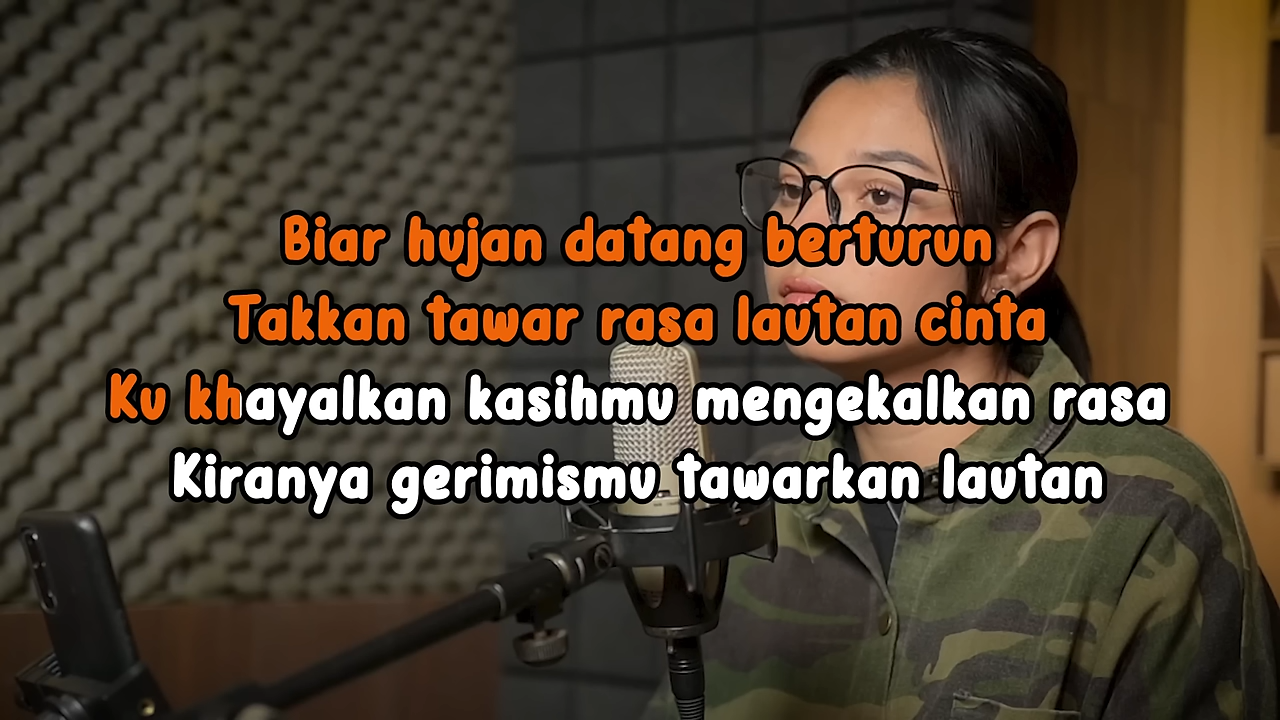 Biar hujan datang berturun
Takkan tawar rasa lautan cinta
Ku khayalkan kasihmu mengekalkan rasa
Kiranya gerimismu tawarkan lautan